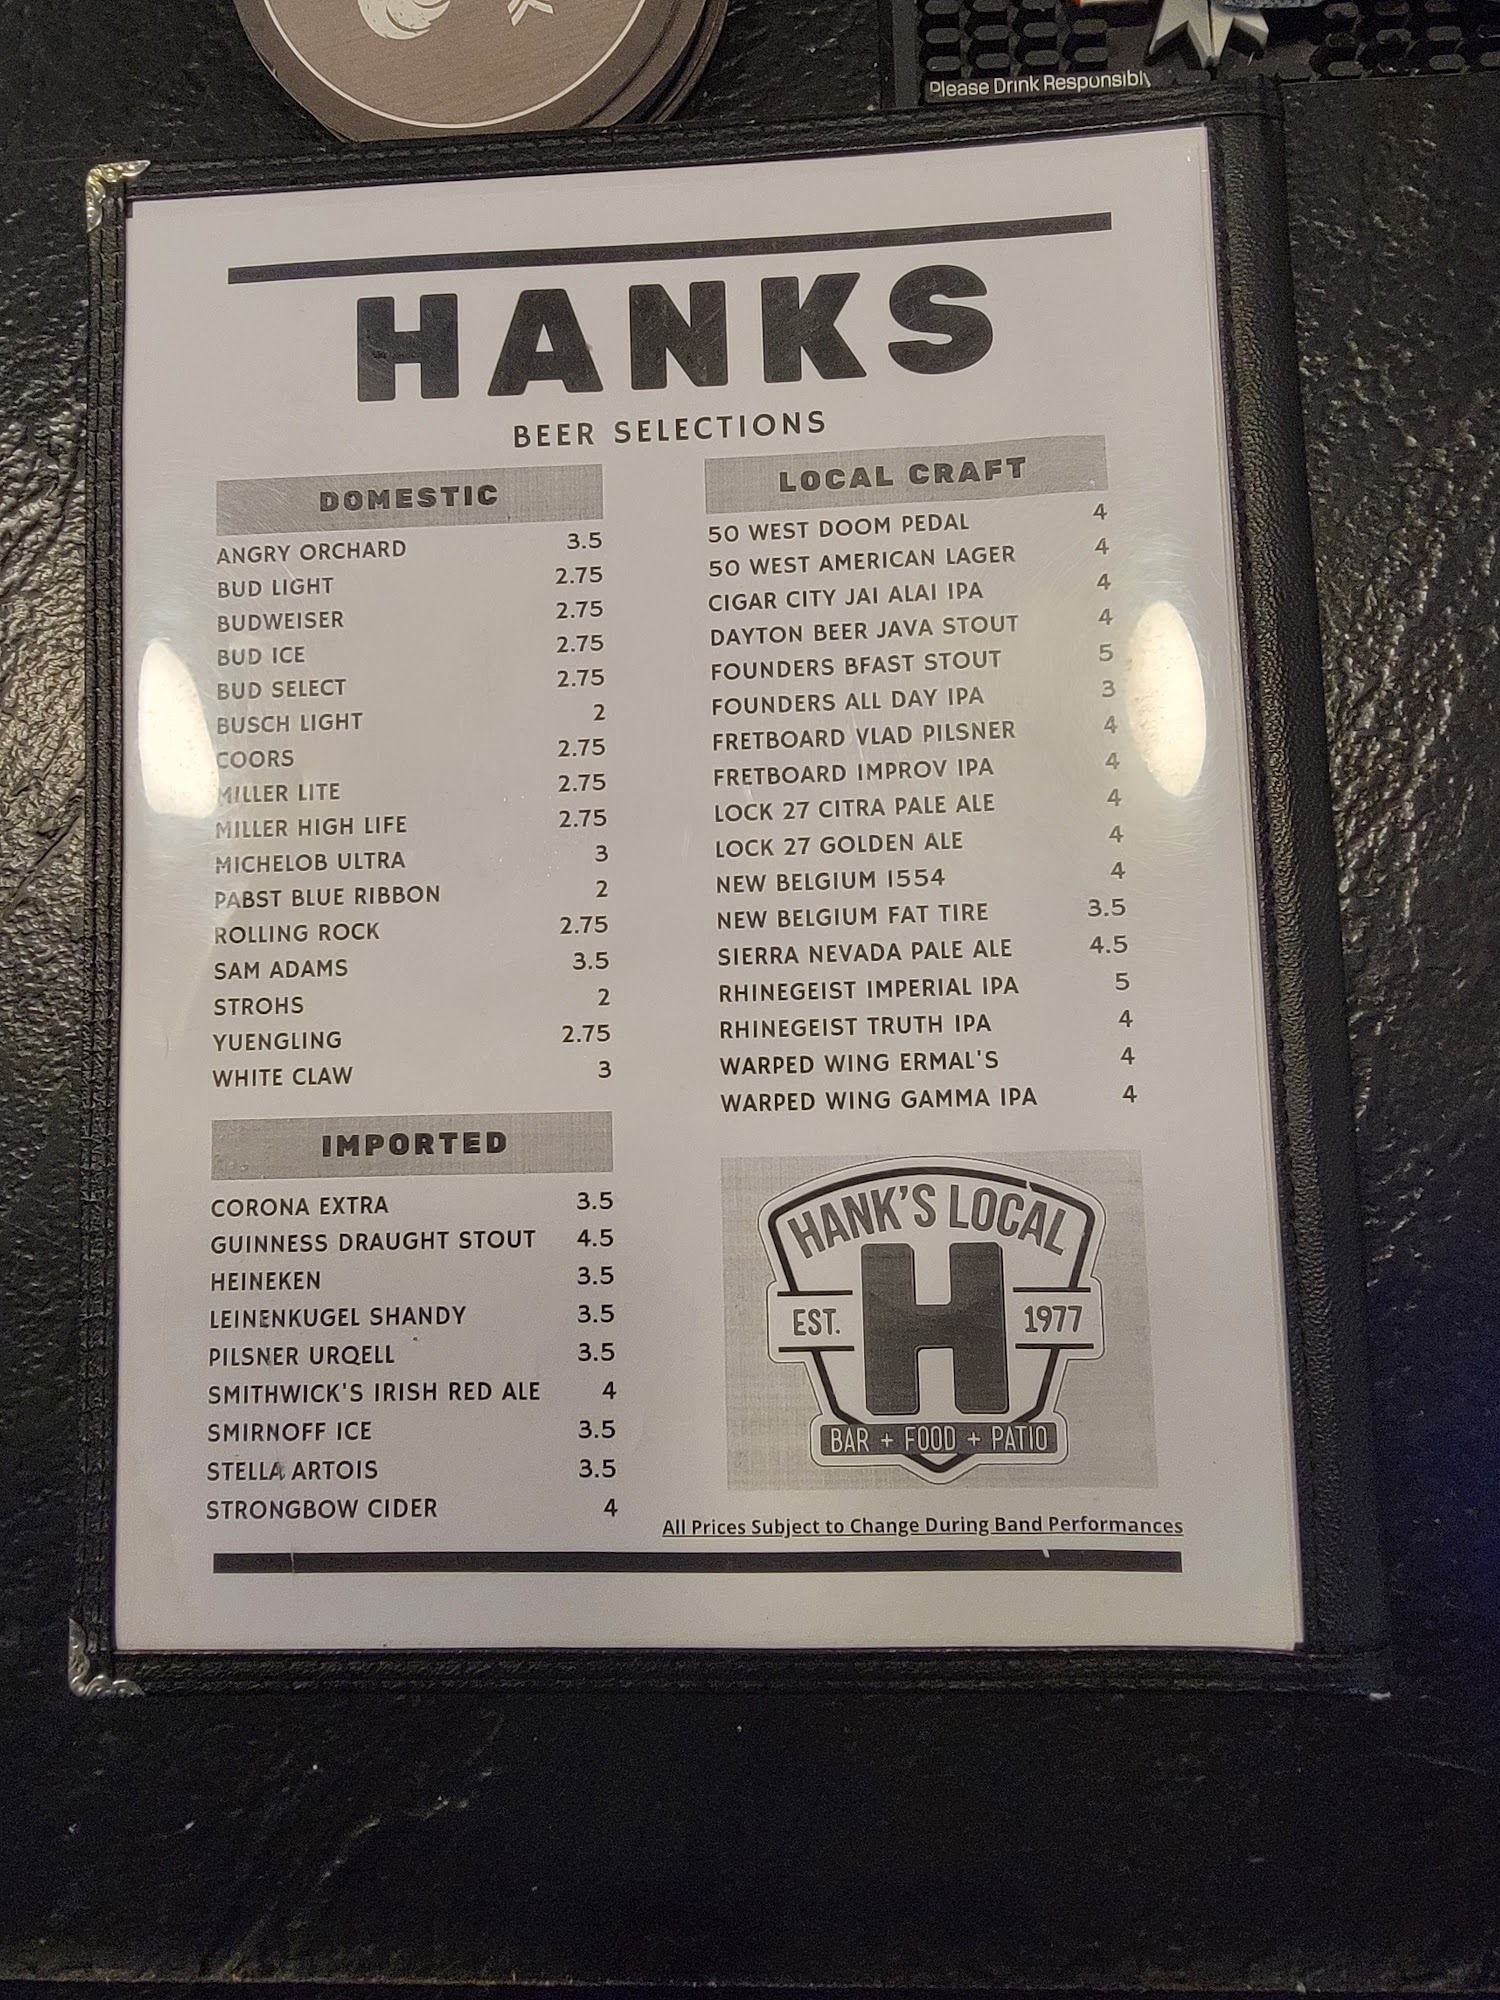 Please Drink Responsibly
HANKS
BEER SELECTIONS
DOMESTIC
ANGRY ORCHARD 3.5
BUD LIGHT 2.75
BUDWEISER 2.75
BUD ICE 2.75
BUD SELECT 2.75
BUSCH LIGHT 2
COORS 2.75
MILLER LITE 2.75
MILLER HIGH LIFE 2.75
MICHELOB ULTRA 3
PABST BLUE RIBBON 2
ROLLING ROCK 2.75
SAM ADAMS 3.5
STROHS 2
YUENGLING 2.75
WHITE CLAW 3
IMPORTED
CORONA EXTRA 3.5
GUINNESS DRAUGHT STOUT 4.5
HEINEKEN 3.5
LEINENKUGEL SHANDY 3.5
PILSNER URQELL 3.5
SMITHWICK'S IRISH RED ALE 4
SMIRNOFF ICE 3.5
STELLA ARTOIS 3.5
STRONGBOW CIDER 4
LOCAL CRAFT
50 WEST DOOM PEDAL 4
50 WEST AMERICAN LAGER 4
CIGAR CITY JAI ALAI IPA 4
DAYTON BEER JAVA STOUT 4
FOUNDERS BFAST STOUT 5
FOUNDERS ALL DAY IPA 3
FRETBOARD VLAD PILSNER 4
FRETBOARD IMPROV IPA 4
LOCK 27 CITRA PALE ALE 4
LOCK 27 GOLDEN ALE 4
NEW BELGIUM 1554 4
NEW BELGIUM FAT TIRE 3.5
SIERRA NEVADA PALE ALE 4.5
RHINEGEIST IMPERIAL IPA 5
RHINEGEIST TRUTH IPA 4
WARPED WING ERMAL'S 4
WARPED WING GAMMA IPA 4
HANK'S LOCAL
H
EST. 1977
BAR + FOOD + PATIO
All Prices Subject to Change During Band Performances